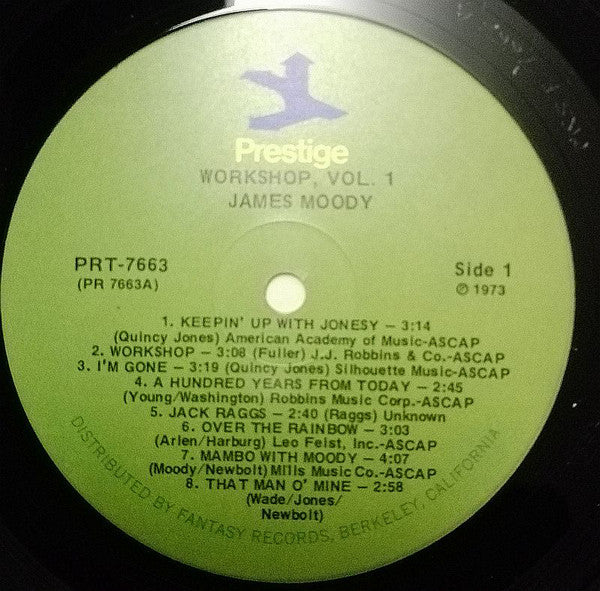 Prestige
WORKSHOP, VOL. 1
JAMES MOODY
PRT-7663
(PR 7663A)
Side 1
℗ 1973
1. KEEPIN' UP WITH JONESY – 3:14
(Quincy Jones) American Academy of Music-ASCAP
2. WORKSHOP – 3:08 (Fuller) J.J. Robbins & Co.-ASCAP
3. I'M GONE – 3:19 (Quincy Jones) Silhouette Music-ASCAP
4. A HUNDRED YEARS FROM TODAY – 2:45
(Young/Washington) Robbins Music Corp.-ASCAP
5. JACK RAGGS – 2:40 (Raggs) Unknown
6. OVER THE RAINBOW – 3:03
(Arlen/Harburg) Leo Feist, Inc.-ASCAP
7. MAMBO WITH MOODY – 4:07
(Moody/Newbolt) Mills Music Co.-ASCAP
8. THAT MAN O' MINE – 2:58
(Wade/Jones/
Newbolt)
DISTRIBUTED BY FANTASY RECORDS, BERKELEY, CALIFORNIA